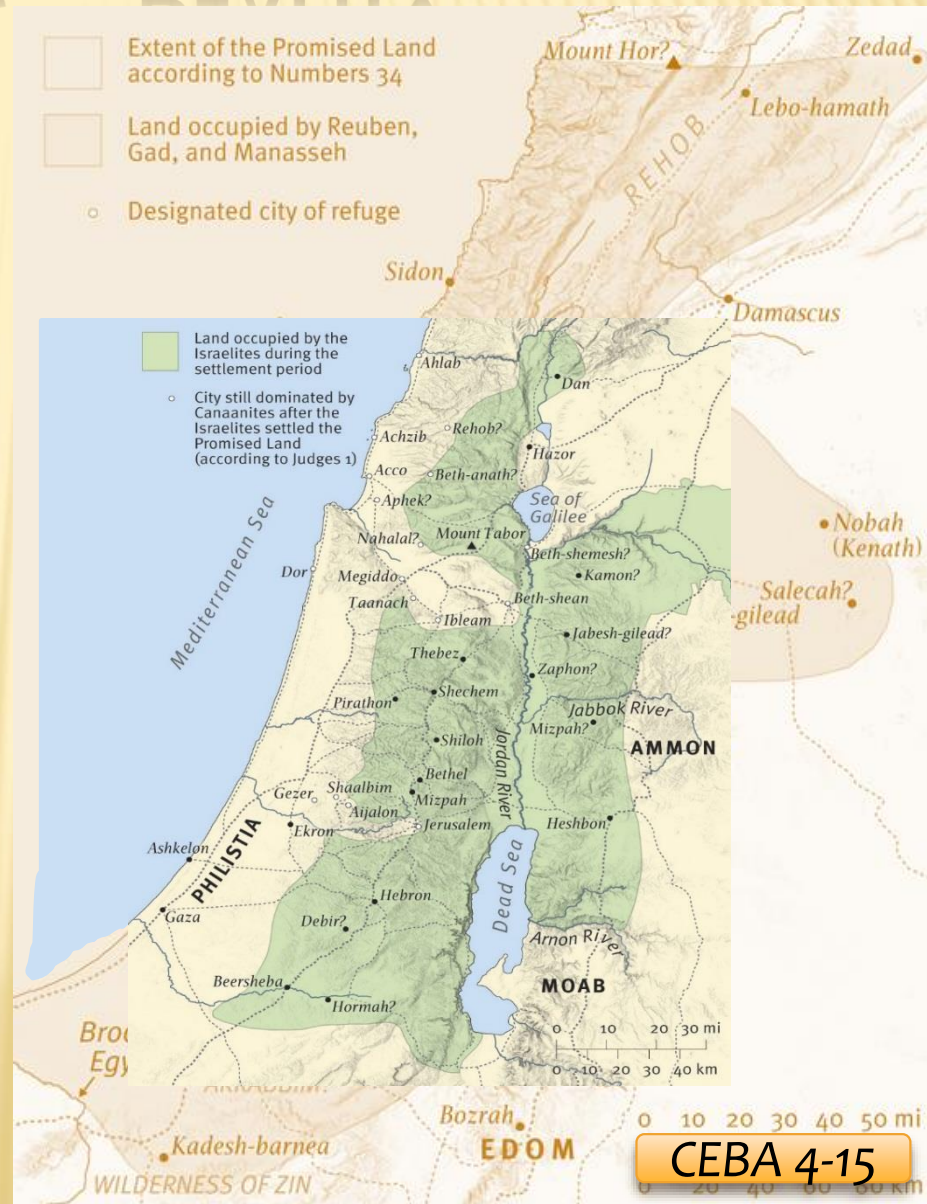 Extent of the Promised Land
according to Numbers 34
Land occupied by Reuben,
Gad, and Manasseh
Designated city of refuge
Mount Hor?
Zedad
Lebo-hamath
REHOB
Sidon
Damascus
Land occupied by the
Israelites during the
settlement period
City still dominated by
Canaanites after the
Israelites settled the
Promised Land
(according to Judges 1)
Ahlab
Dan
Achzib
Rehob?
Hazor
Acco
Beth-anath?
Aphek?
Sea of
Galilee
Nahalal?
Mount Tabor
Beth-shemesh?
Nobah
(Kenath)
Mediterranean Sea
Dor
Megiddo
Kamon?
Salecah?
-gilead
Taanach
Beth-shean
Ibleam
Jabesh-gilead?
Thebez
Zaphon?
Shechem
Pirathon
Jabbok River
Mizpah?
Shiloh
Jordan River
AMMON
Bethel
Gezer
Shaalbim
Mizpah
Aijalon
Jerusalem
Heshbon
Ekron
Ashkelon
PHILISTIA
Dead Sea
Hebron
Gaza
Debir?
Arnon River
Beersheba
MOAB
Hormah?
0 10 20 30 mi
0 10 20 30 40 km
Bozrah
EDOM
0 10 20 30 40 50 mi
Kadesh-barnea
WILDERNESS OF ZIN
CEBA 4-15